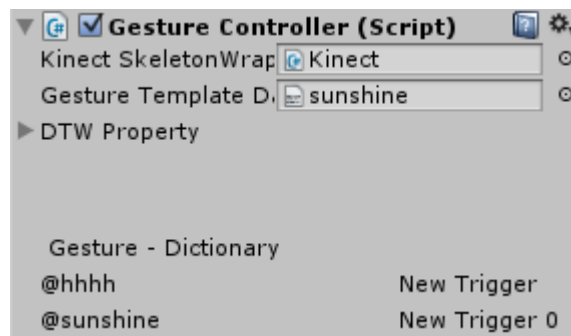 Gesture Controller (Script)
Kinect SkeletonWrap Kinect
Gesture Template Da sunshine
DTW Property
Gesture - Dictionary
@hhhh New Trigger
@sunshine New Trigger 0